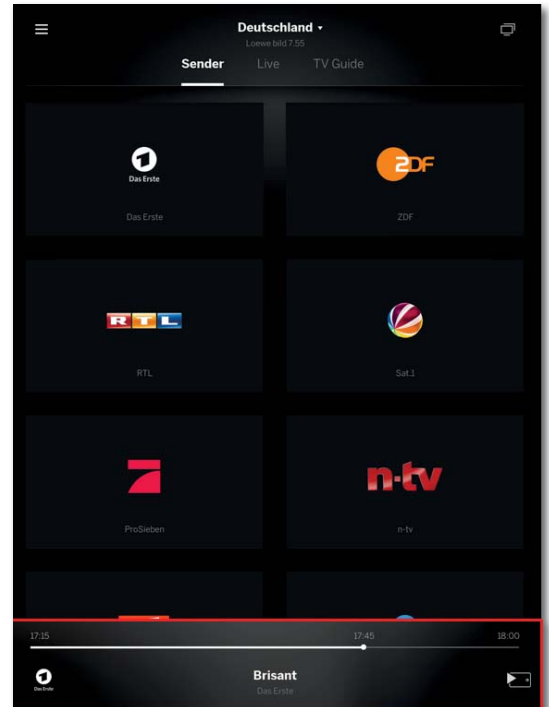 Deutschland
Loewe bild 7.55
Sender Live TV Guide
Das Erste
Das Erste
ZDF
ZDF
RTL
RTL
Sat.1
ProSieben
n-tv
n-tv
17:15 17:45 18:00
Das Erste
Brisant
Das Erste